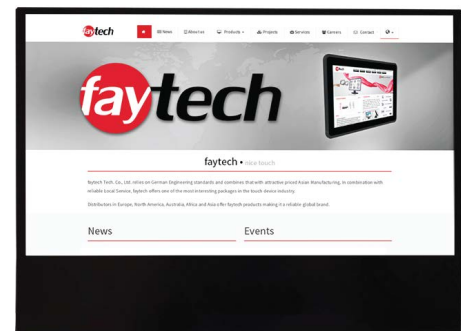 faytech
News
About us
Products
Projects
Services
Careers
Contact
faytech
faytech • nice touch
faytech Tech. Co., Ltd. relies on German Engineering standards and combines that with attractive priced Asian Manufacturing. In combination with
reliable Local Service, faytech offers one of the most interesting packages in the touch device industry.
Distributors in Europe, North America, Australia, Africa and Asia offer faytech products making it a reliable global brand.
News
Events